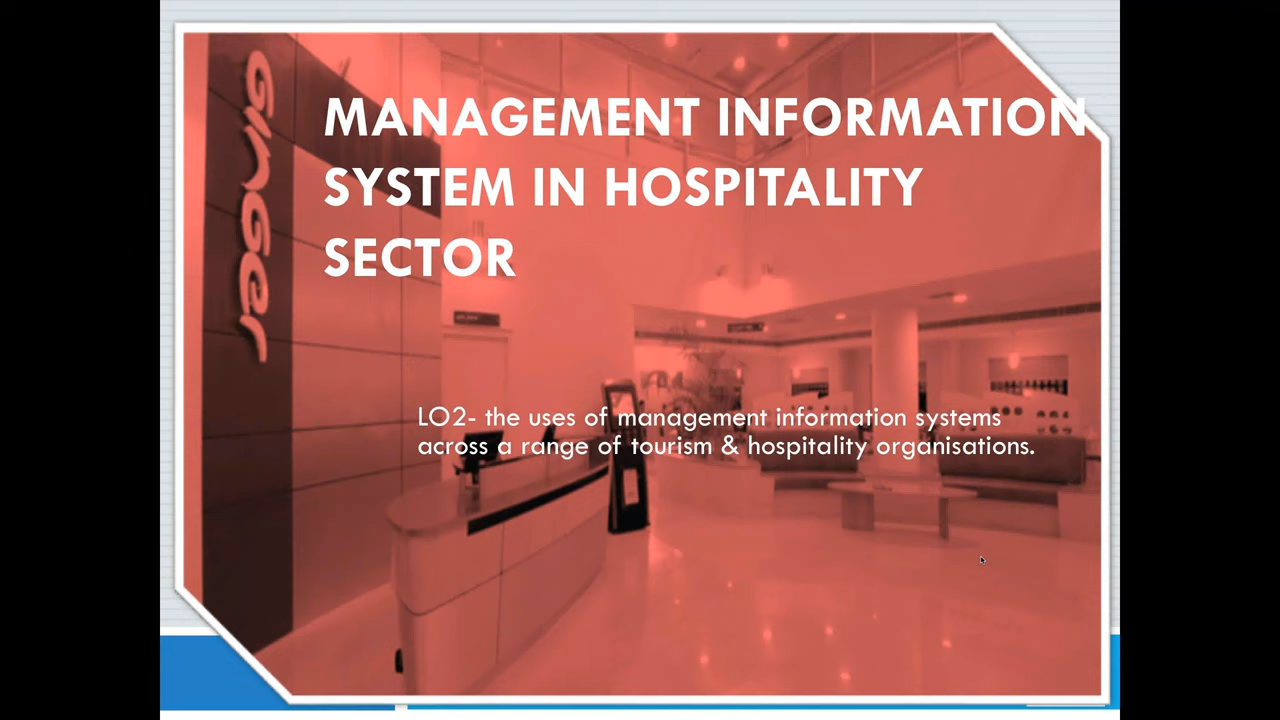 GINGER
MANAGEMENT INFORMATION
SYSTEM IN HOSPITALITY
SECTOR
LO2- the uses of management information systems
across a range of tourism & hospitality organisations.